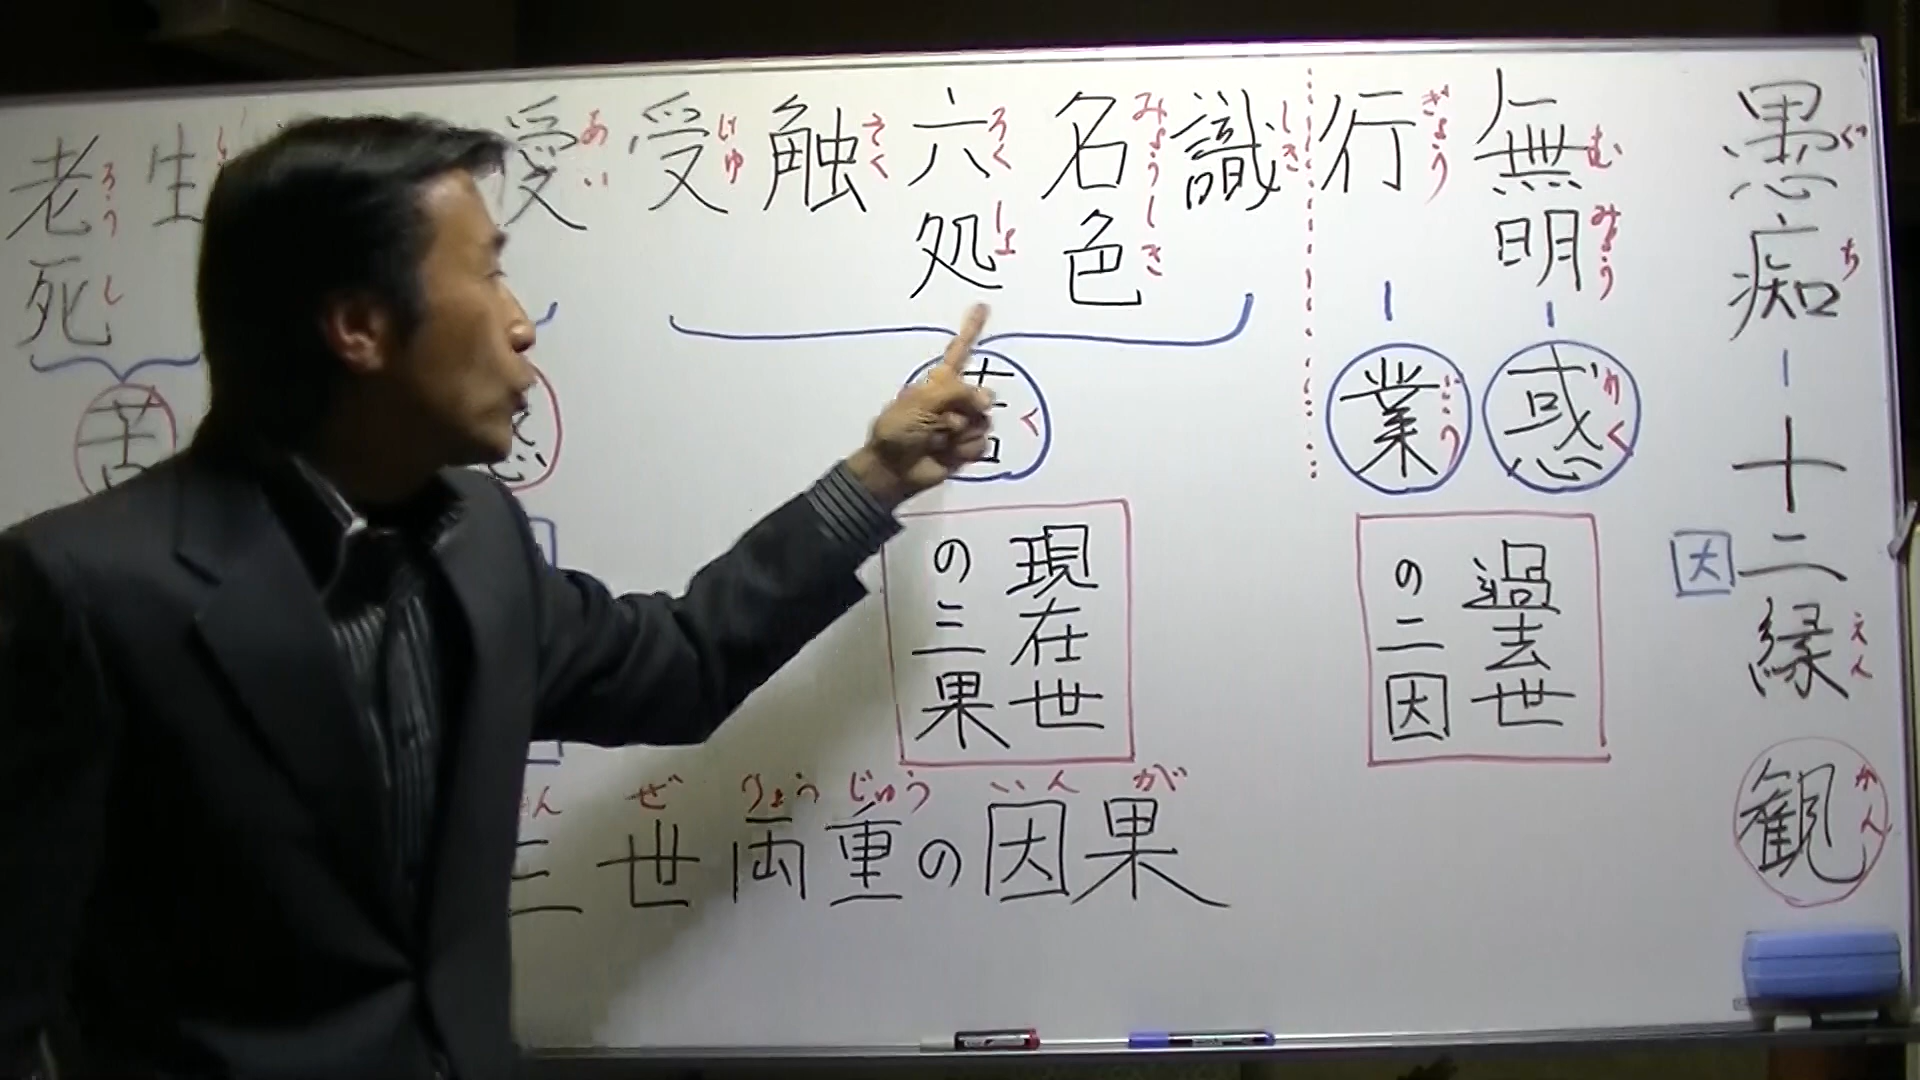 愚痴－十二縁観
ぐち えん かん
因
無明
むみょう
惑
わく
行
ぎょう
業
ごう
過去世
の二因
識
しき
名色
みょうしき
六処
ろくしょ
触
そく
受
じゅ
苦
く
現在世
の三果
あい
生
老死
ろうし
苦
さん ぜ りょう じゅう いん が
三世両重の因果